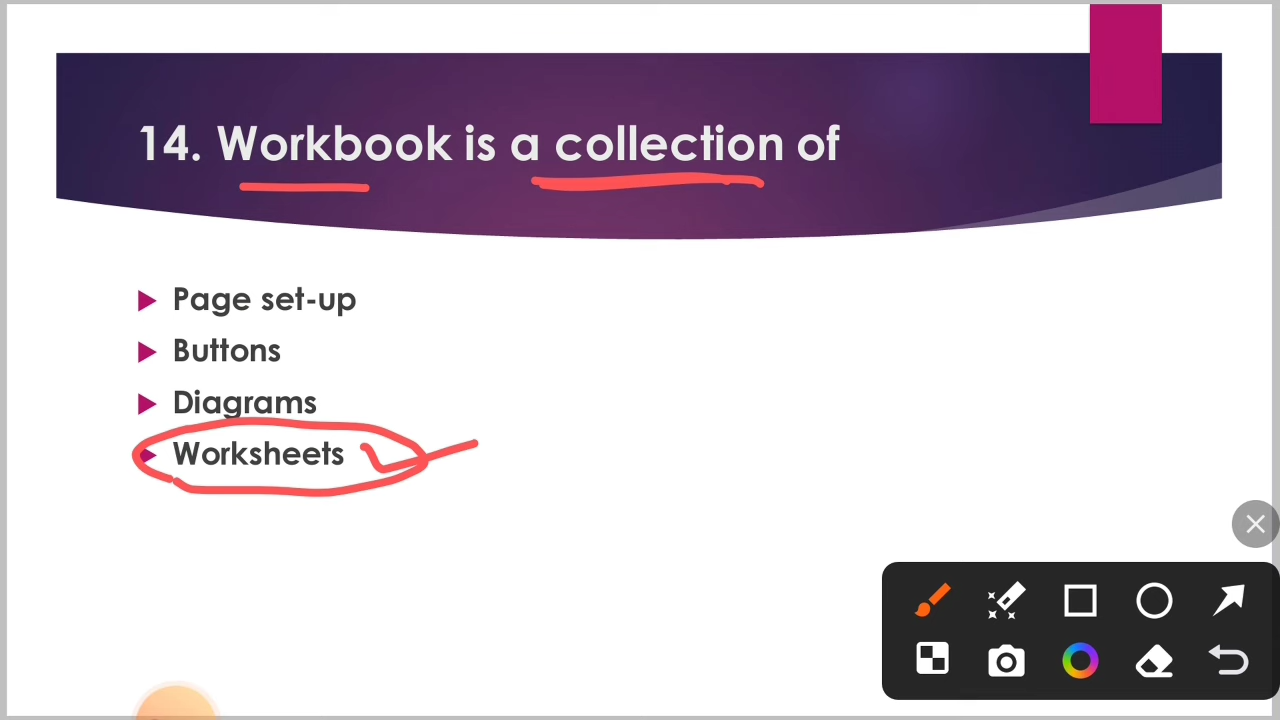 14. Workbook is a collection of
Page set-up
Buttons
Diagrams
Worksheets